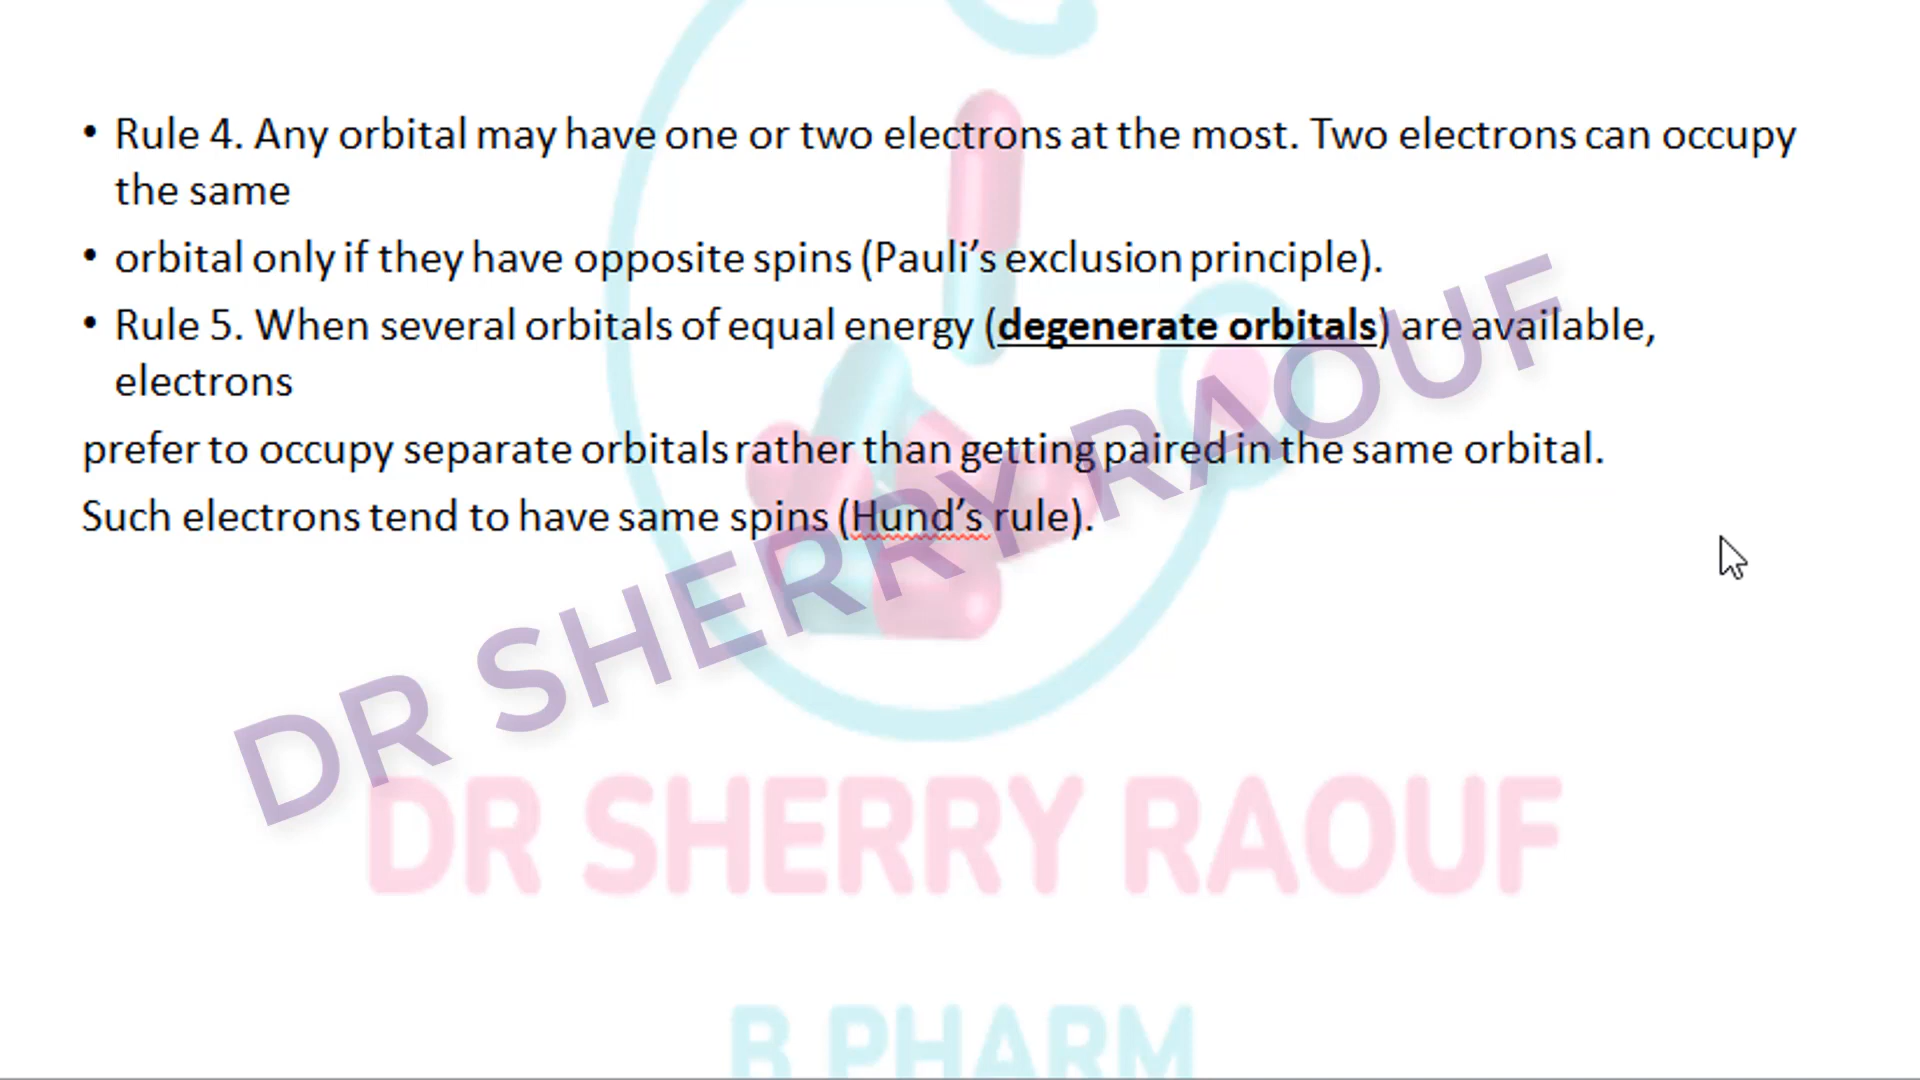 • Rule 4. Any orbital may have one or two electrons at the most. Two electrons can occupy
the same
• orbital only if they have opposite spins (Pauli’s exclusion principle).
• Rule 5. When several orbitals of equal energy (degenerate orbitals) are available,
electrons
prefer to occupy separate orbitals rather than getting paired in the same orbital.
Such electrons tend to have same spins (Hund’s rule).
DR SHERRY RAOUF
DR SHERRY RAOUF
B PHARM